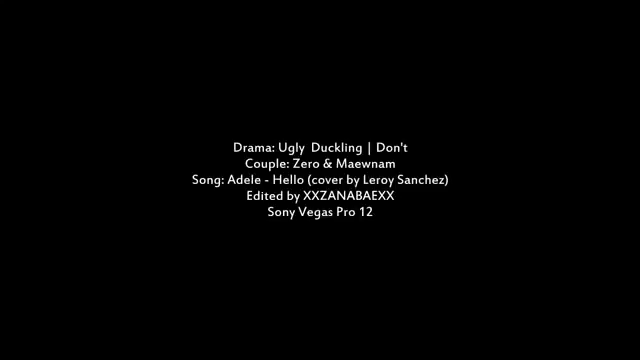 Drama: Ugly  Duckling | Don't
Couple: Zero & Maewnam
Song: Adele - Hello (cover by Leroy Sanchez)
Edited by XXZANABAEXX
Sony Vegas Pro 12